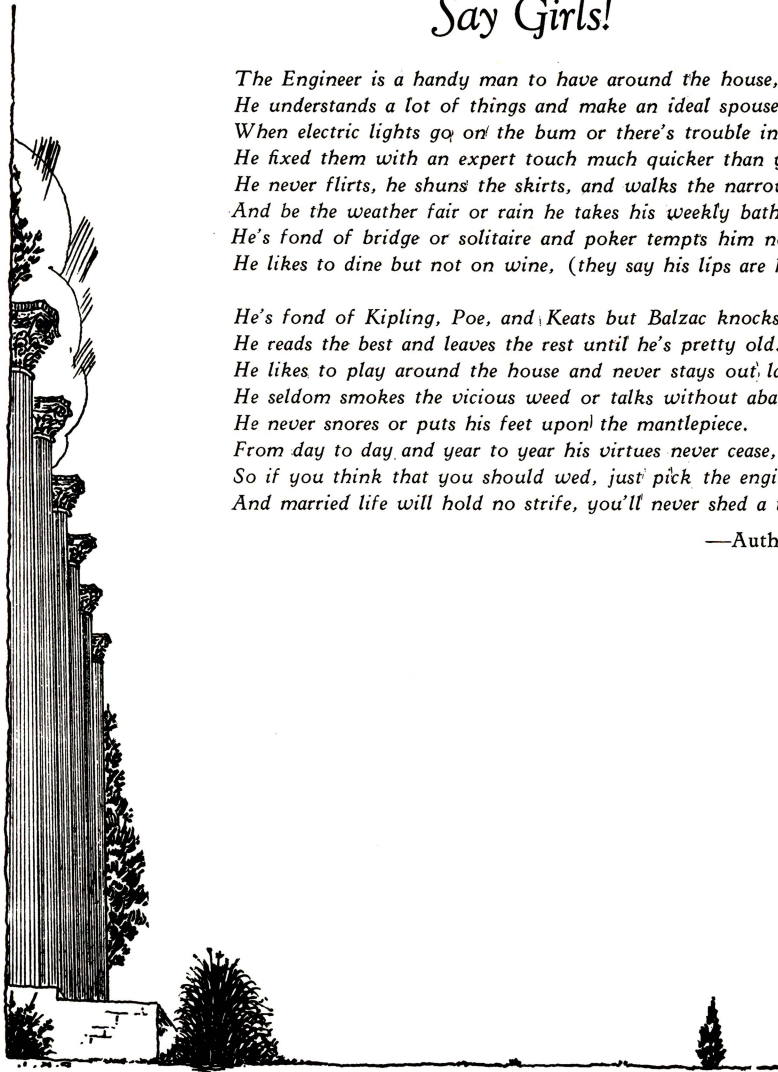 Say Girls!
The Engineer is a handy man to have around the house,
He understands a lot of things and make an ideal spouse
When electric lights go on the bum or there's trouble in
He fixed them with an expert touch much quicker than
He never flirts, he shuns the skirts, and walks the
And be the weather fair or rain he takes his weekly bath
He's fond of bridge or solitaire and poker tempts him
He likes to dine but not on wine, (they say his lips are
He's fond of Kipling, Poe, and Keats but Balzac knocks
He reads the best and leaves the rest until he's pretty old.
He likes to play around the house and never stays out
He seldom smokes the vicious weed or talks without
He never snores or puts his feet upon the mantlepiece.
From day to day and year to year his virtues never cease,
So if you think that you should wed, just pick the
And married life will hold no strife, you'll never shed a